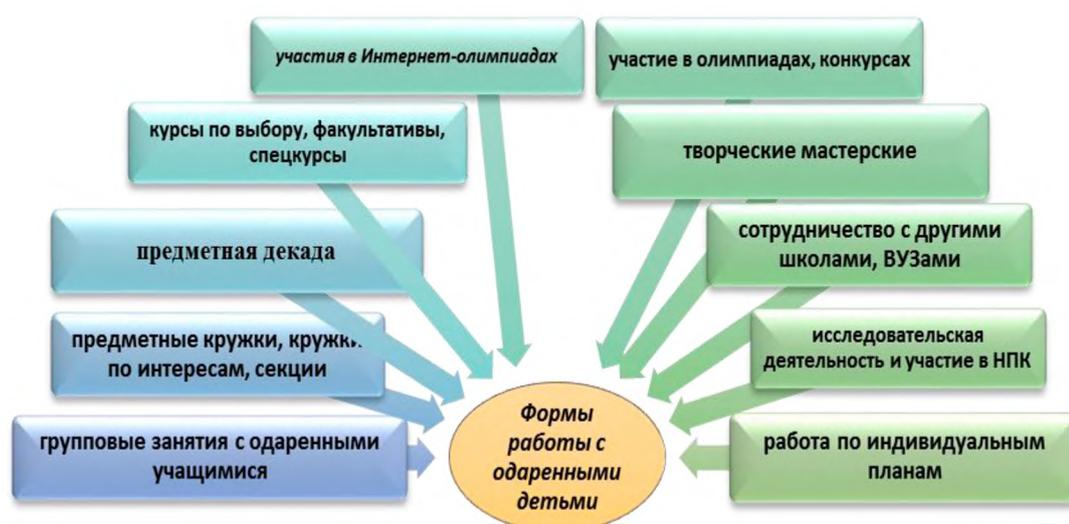 участия в Интернет-олимпиадах
участие в олимпиадах, конкурсах
курсы по выбору, факультативы,
спецкурсы
творческие мастерские
предметная декада
сотрудничество с другими
школами, ВУЗами
предметные кружки, кружки
по интересам, секции
исследовательская
деятельность и участие в НПК
групповые занятия с одаренными
учащимися
Формы
работы с
одаренными
детьми
работа по индивидуальным
планам